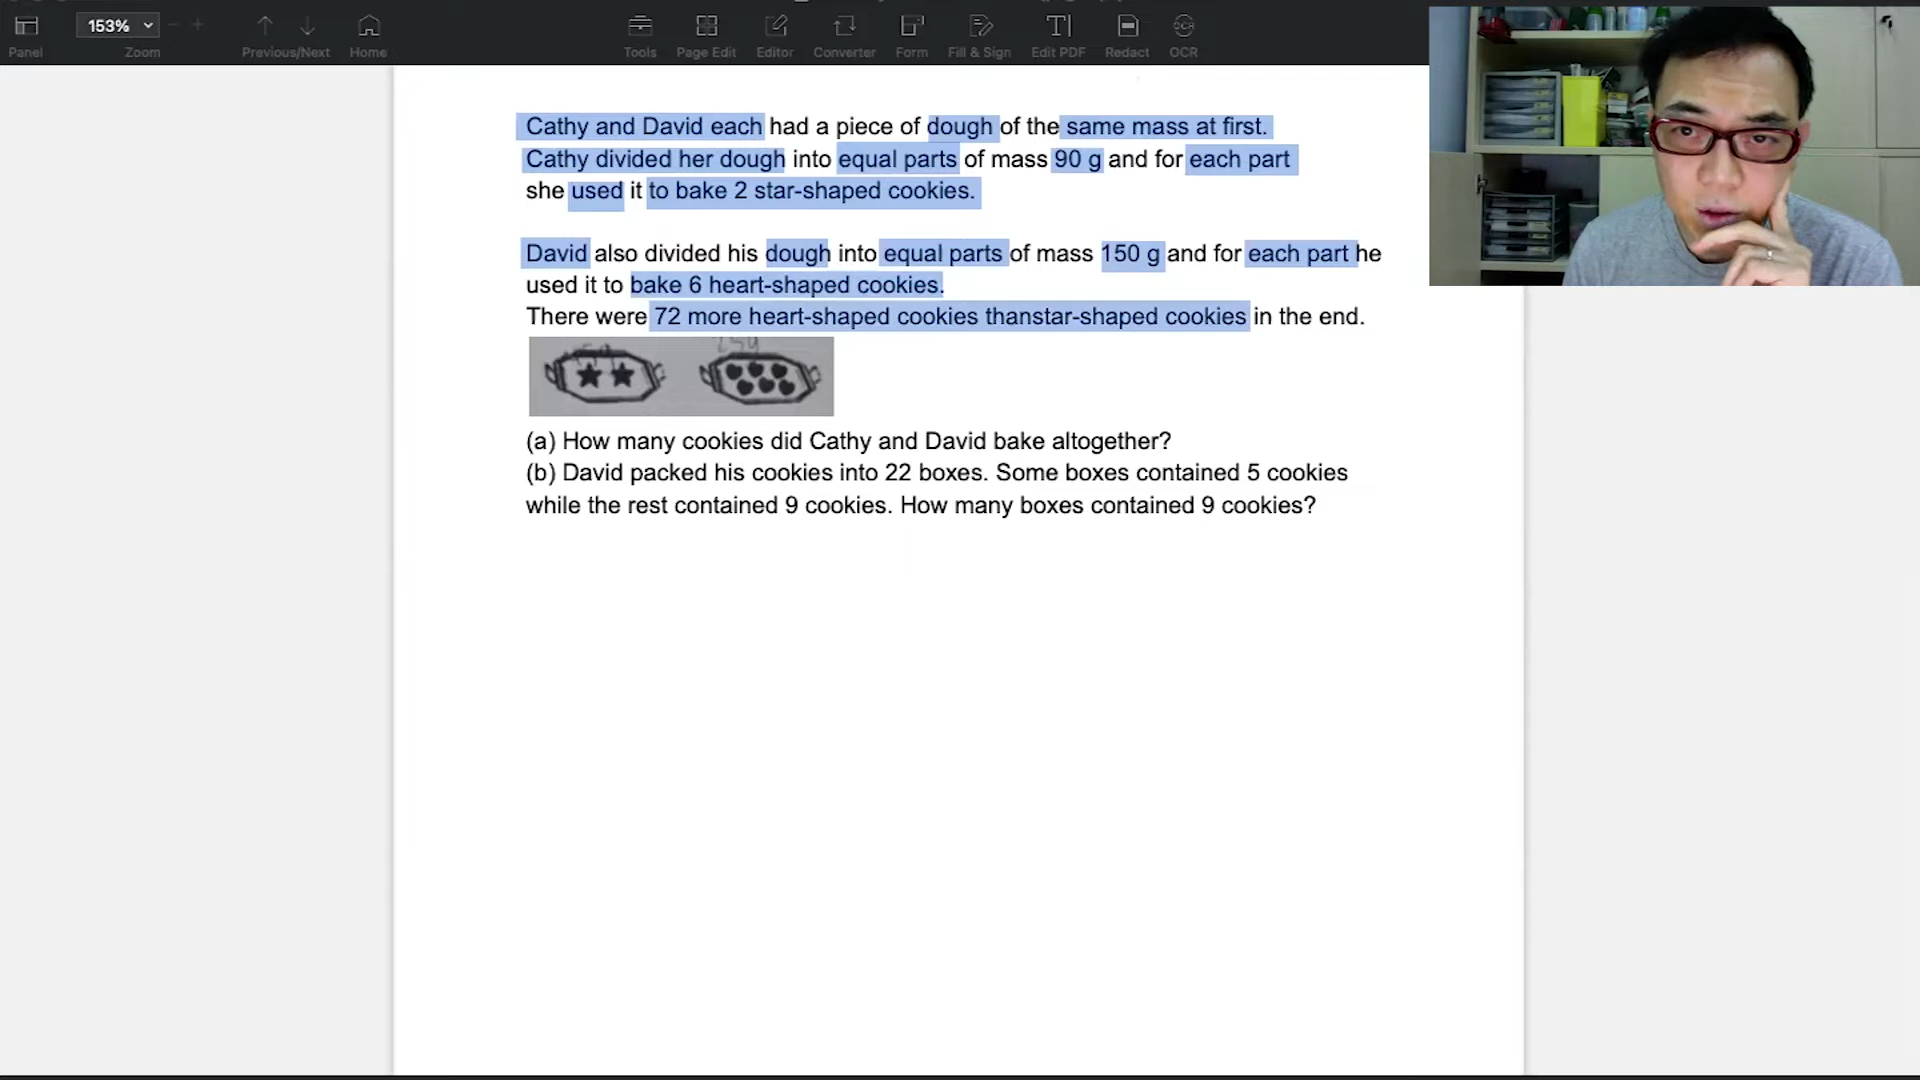 153%
Panel
Zoom
Previous/Next
Home
Tools
Page Edit
Editor
Converter
Form
Fill & Sign
Edit PDF
Redact
OCR
OCR
Cathy and David each had a piece of dough of the same mass at first.
Cathy divided her dough into equal parts of mass 90 g and for each part
she used it to bake 2 star-shaped cookies.
David also divided his dough into equal parts of mass 150 g and for each part he
used it to bake 6 heart-shaped cookies.
There were 72 more heart-shaped cookies thanstar-shaped cookies in the end.
(a) How many cookies did Cathy and David bake altogether?
(b) David packed his cookies into 22 boxes. Some boxes contained 5 cookies
while the rest contained 9 cookies. How many boxes contained 9 cookies?